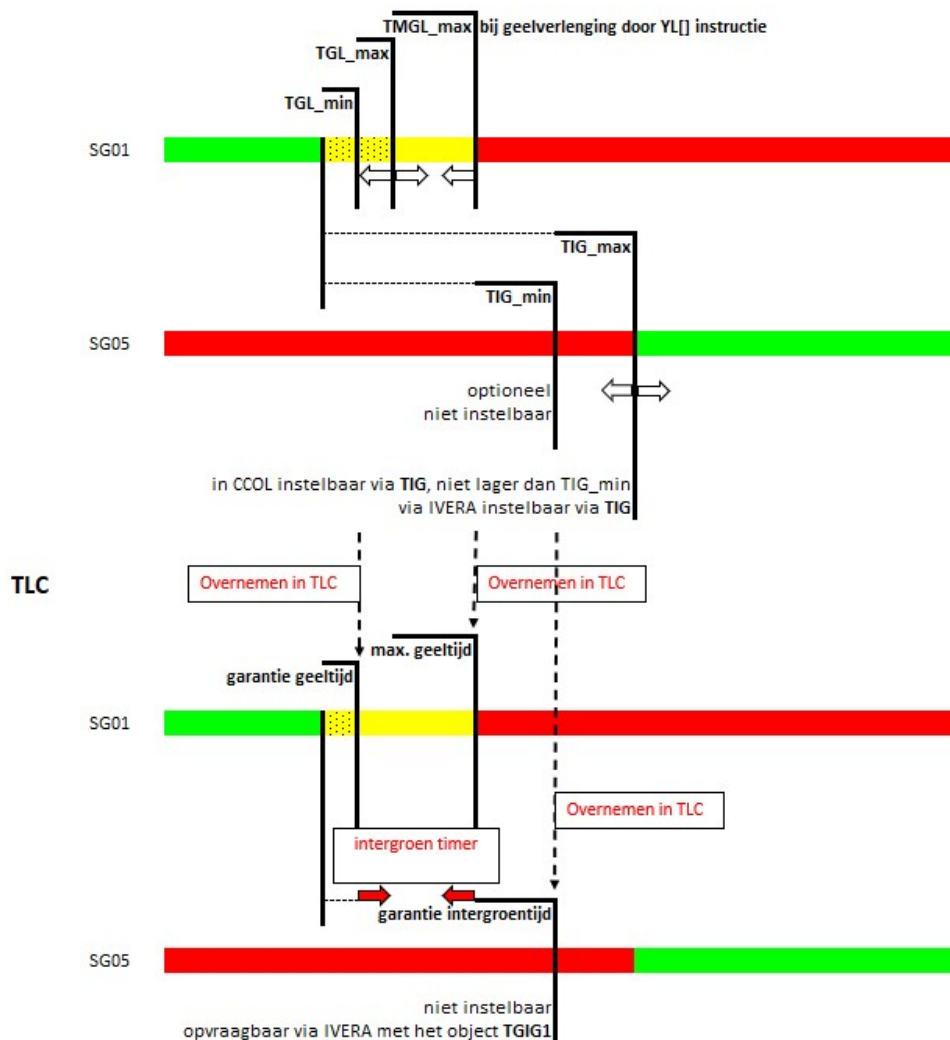 TMGL_max bij geelverlenging door YL[] instructie
TGL_max
TGL_min
SG01
TIG_max
TIG_min
SG05
optioneel
niet instelbaar
in CCOL instelbaar via TIG, niet lager dan TIG_min
via IVERA instelbaar via TIG
TLC
Overnemen in TLC
Overnemen in TLC
max. geeltijd
garantie geeltijd
SG01
Overnemen in TLC
intergroen timer
garantie intergroentijd
SG05
niet instelbaar
opvraagbaar via IVERA met het object TGIG1